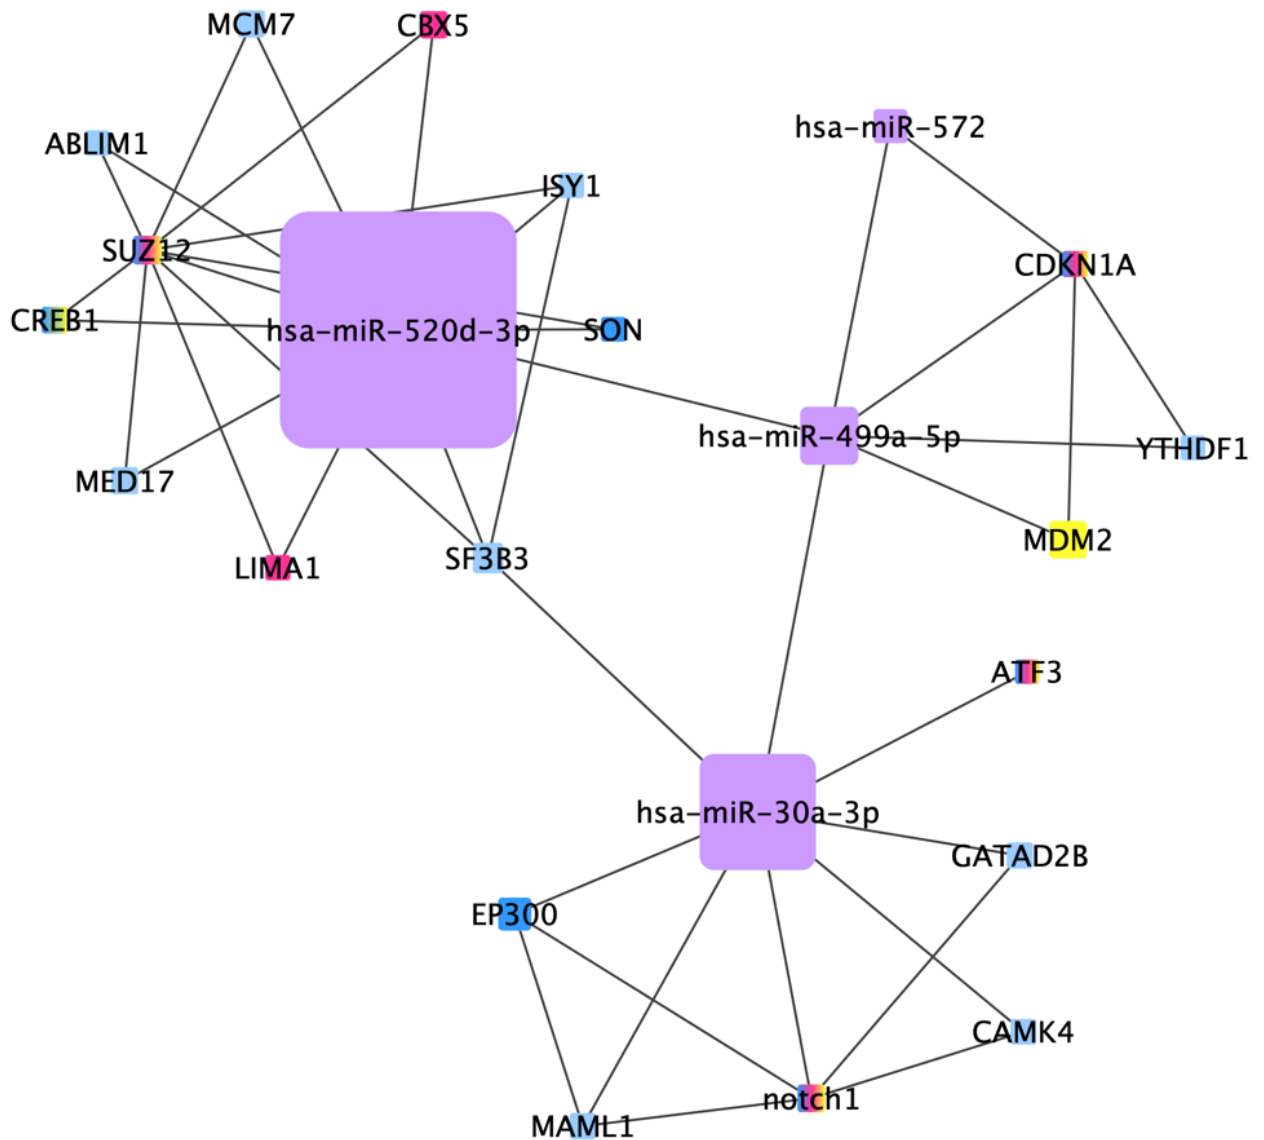 MCM7
CBX5
hsa-miR-572
ABLIM1
ISY1
SUZ12
CDKN1A
CREB1
hsa-miR-520d-3p
SON
hsa-miR-499a-5p
YTHDF1
MED17
MDM2
LIMA1
SF3B3
ATF3
hsa-miR-30a-3p
GATAD2B
EP300
CAMK4
notch1
MAML1